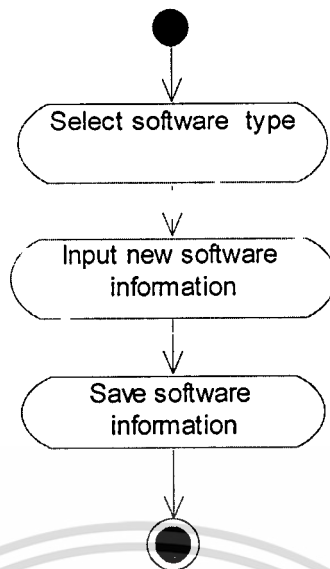 Select software type
Input new software
information
Save software
information